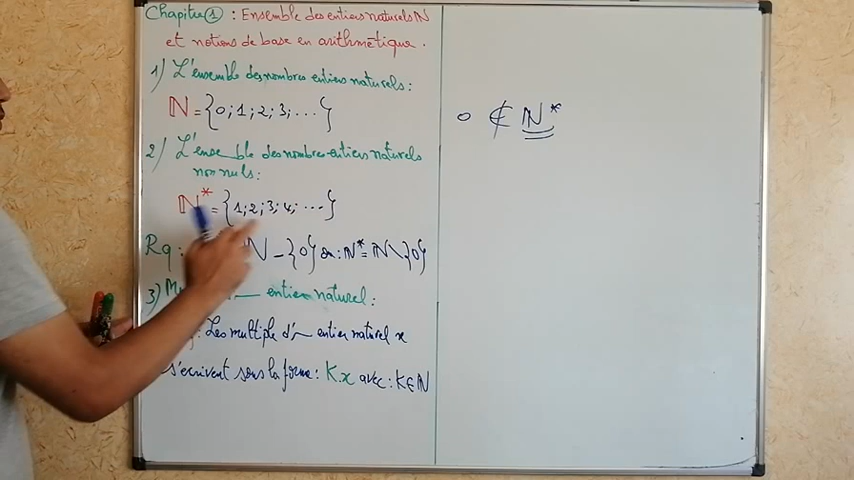 Chapitre ① : Ensemble des entiers naturels ℕ
et notions de base en arithmétique.
1) L'ensemble des nombres entiers naturels :
ℕ = {0; 1; 2; 3; ...}
2) L'ensemble des nombres entiers naturels
non nuls :
ℕ* = {1; 2; 3; 4; ...}
Rq : ℕ - {0} ou : ℕ* = ℕ \ {0}
3) entier naturel :
Les multiple d'un entier naturel x
s'écrivent sous la forme : K.x avec : K ∈ ℕ
0 ∉ ℕ*